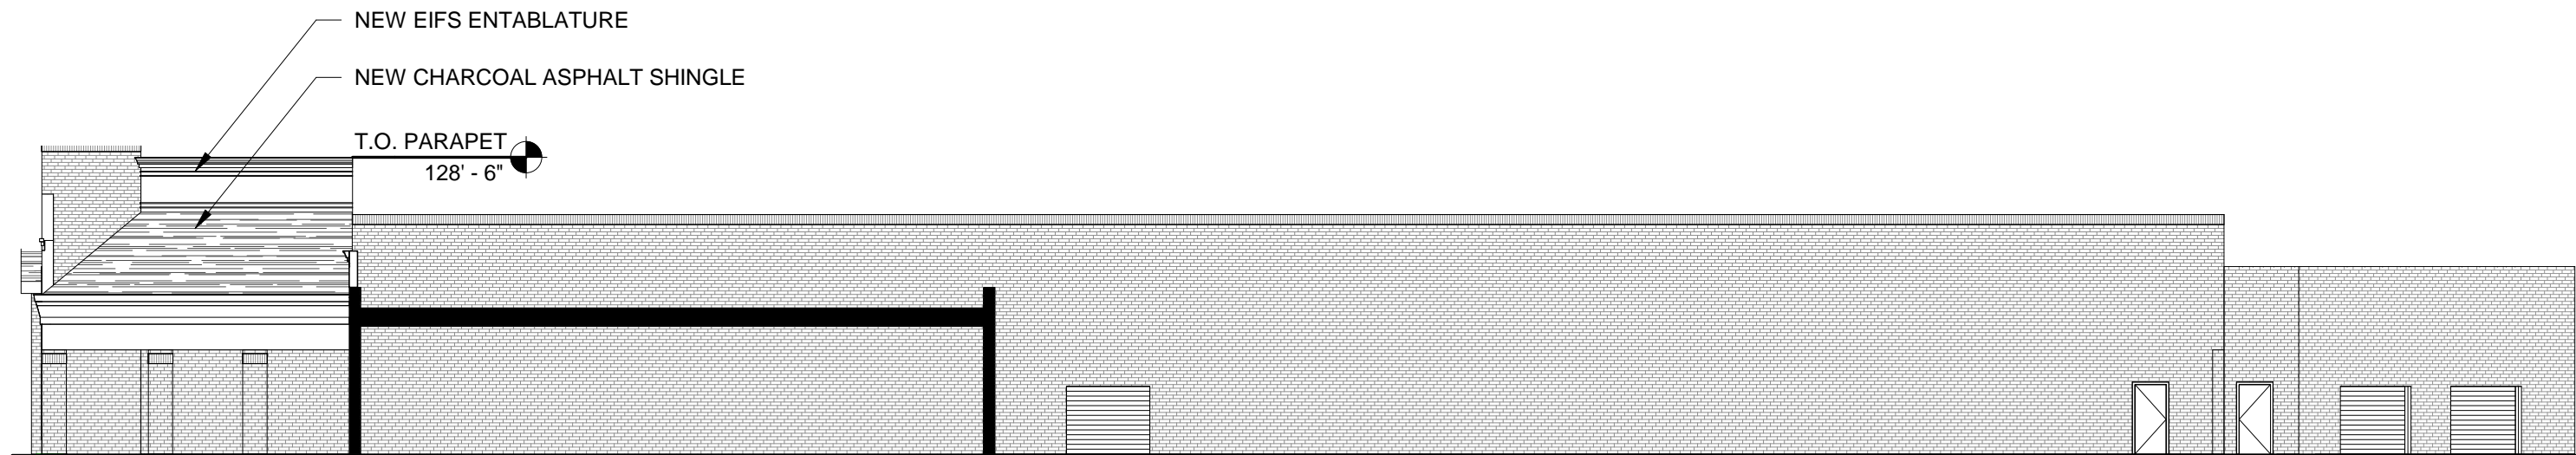 NEW EIFS ENTABLATURE
NEW CHARCOAL ASPHALT SHINGLE
T.O. PARAPET
128' - 6"